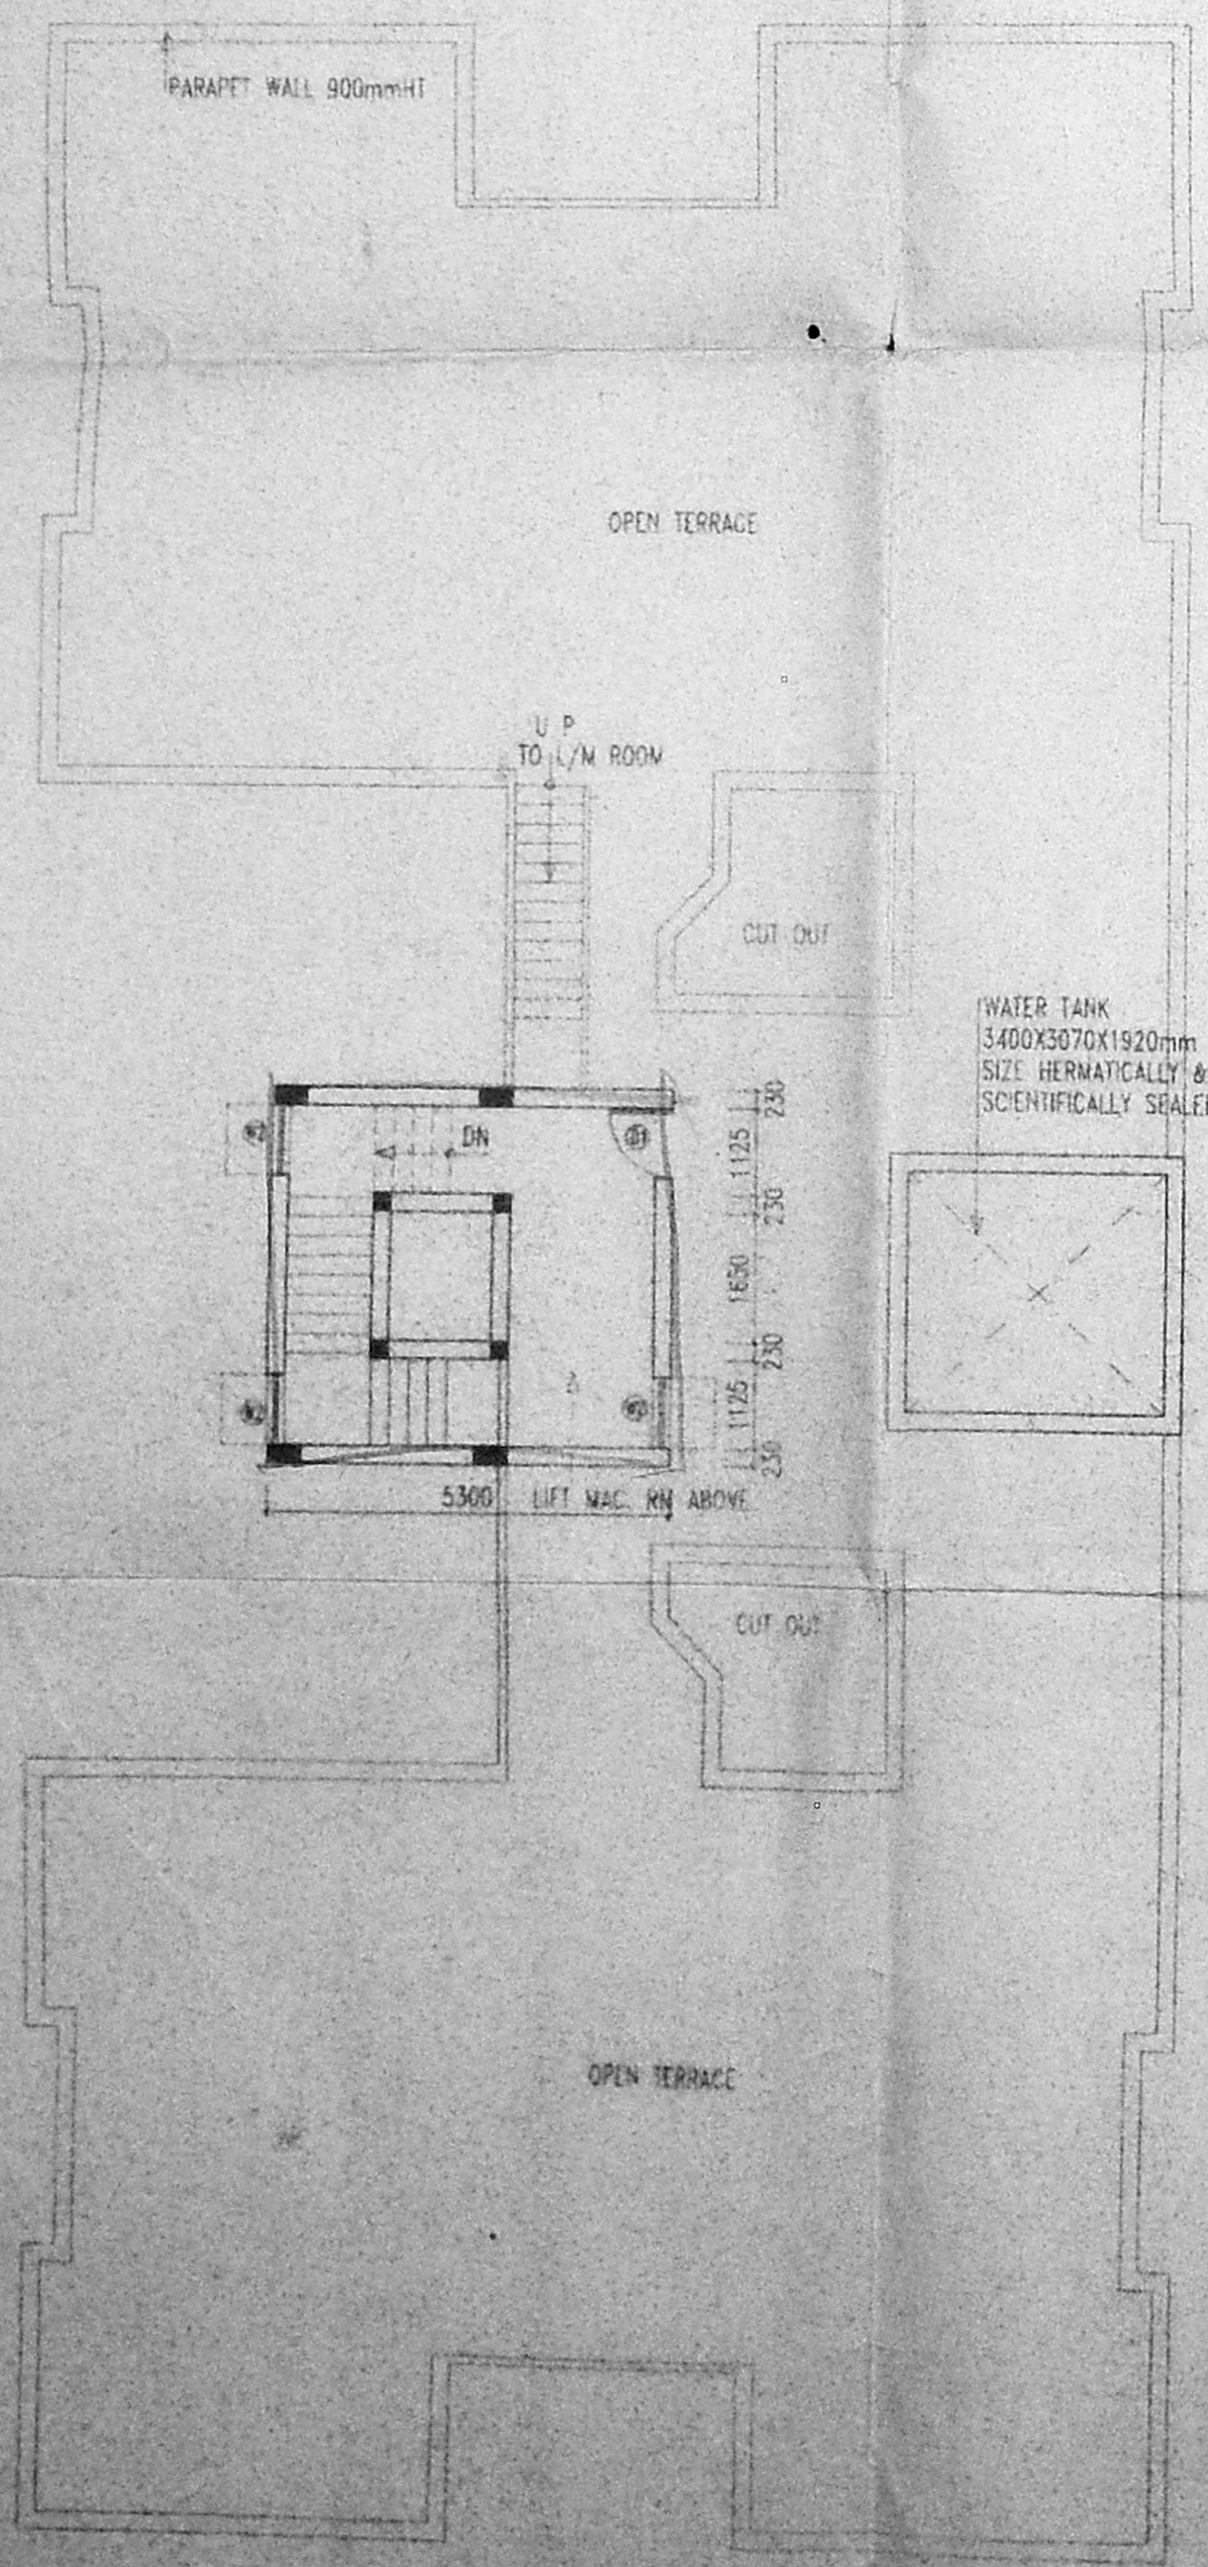 PARAPET WALL 900mmHT
OPEN TERRACE
U P
TO L/M ROOM
CUT OUT
WATER TANK
3400X3070X1920mm
SIZE HERMATICALLY &
SCIENTIFICALLY SEALE
230
1125
DN
230
1650
230
1125
230
5300
LIFT MAC. RM ABOVE
CUT OUT
OPEN TERRACE